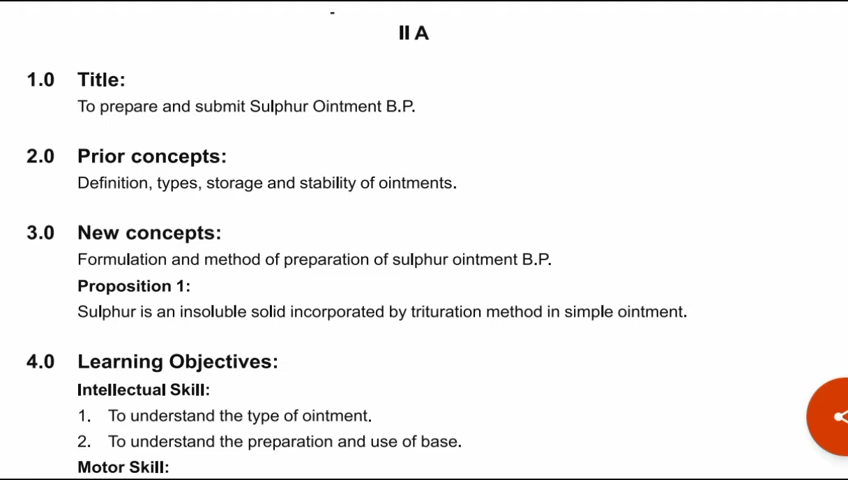 II A
1.0 Title:
To prepare and submit Sulphur Ointment B.P.
2.0 Prior concepts:
Definition, types, storage and stability of ointments.
3.0 New concepts:
Formulation and method of preparation of sulphur ointment B.P.
Proposition 1:
Sulphur is an insoluble solid incorporated by trituration method in simple ointment.
4.0 Learning Objectives:
Intellectual Skill:
1. To understand the type of ointment.
2. To understand the preparation and use of base.
Motor Skill: